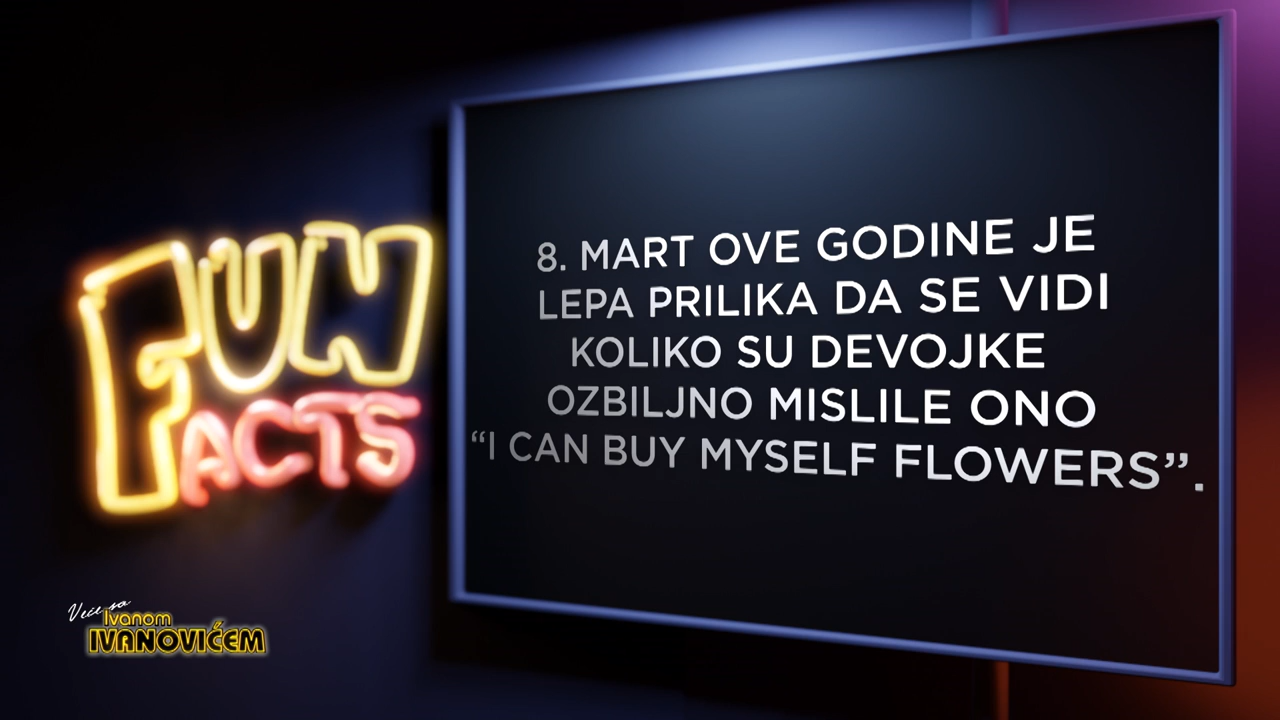 FUN
FACTS
8. MART OVE GODINE JE
LEPA PRILIKA DA SE VIDI
KOLIKO SU DEVOJKE
OZBILJNO MISLILE ONO
“I CAN BUY MYSELF FLOWERS”.
Veče sa
Ivanom
IVANOVIĆEM